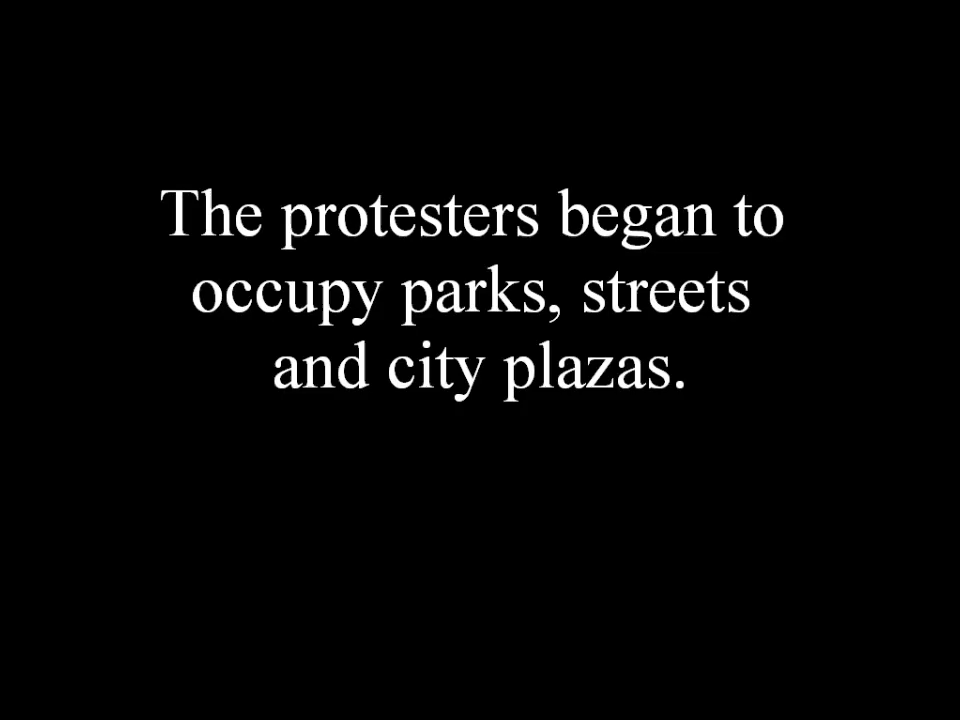 The protesters began to
occupy parks, streets
and city plazas.